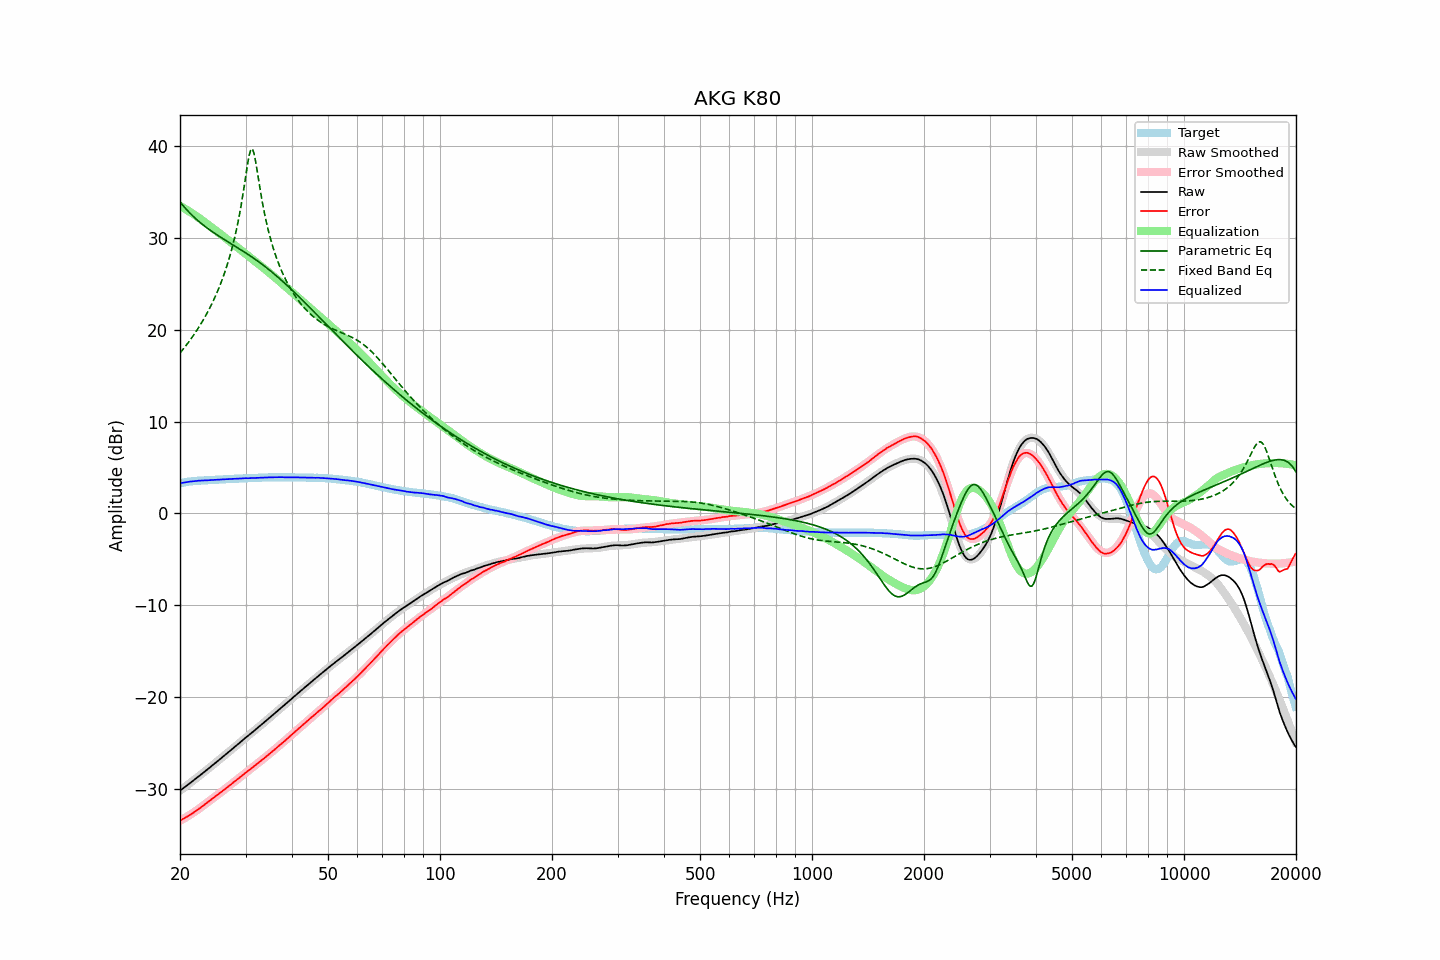 AKG K80
Amplitude (dBr)
40
30
20
10
0
−10
−20
−30
Target
Raw Smoothed
Error Smoothed
Raw
Error
Equalization
Parametric Eq
Fixed Band Eq
Equalized
20 50 100 200 500 1000 2000 5000 10000 20000
Frequency (Hz)